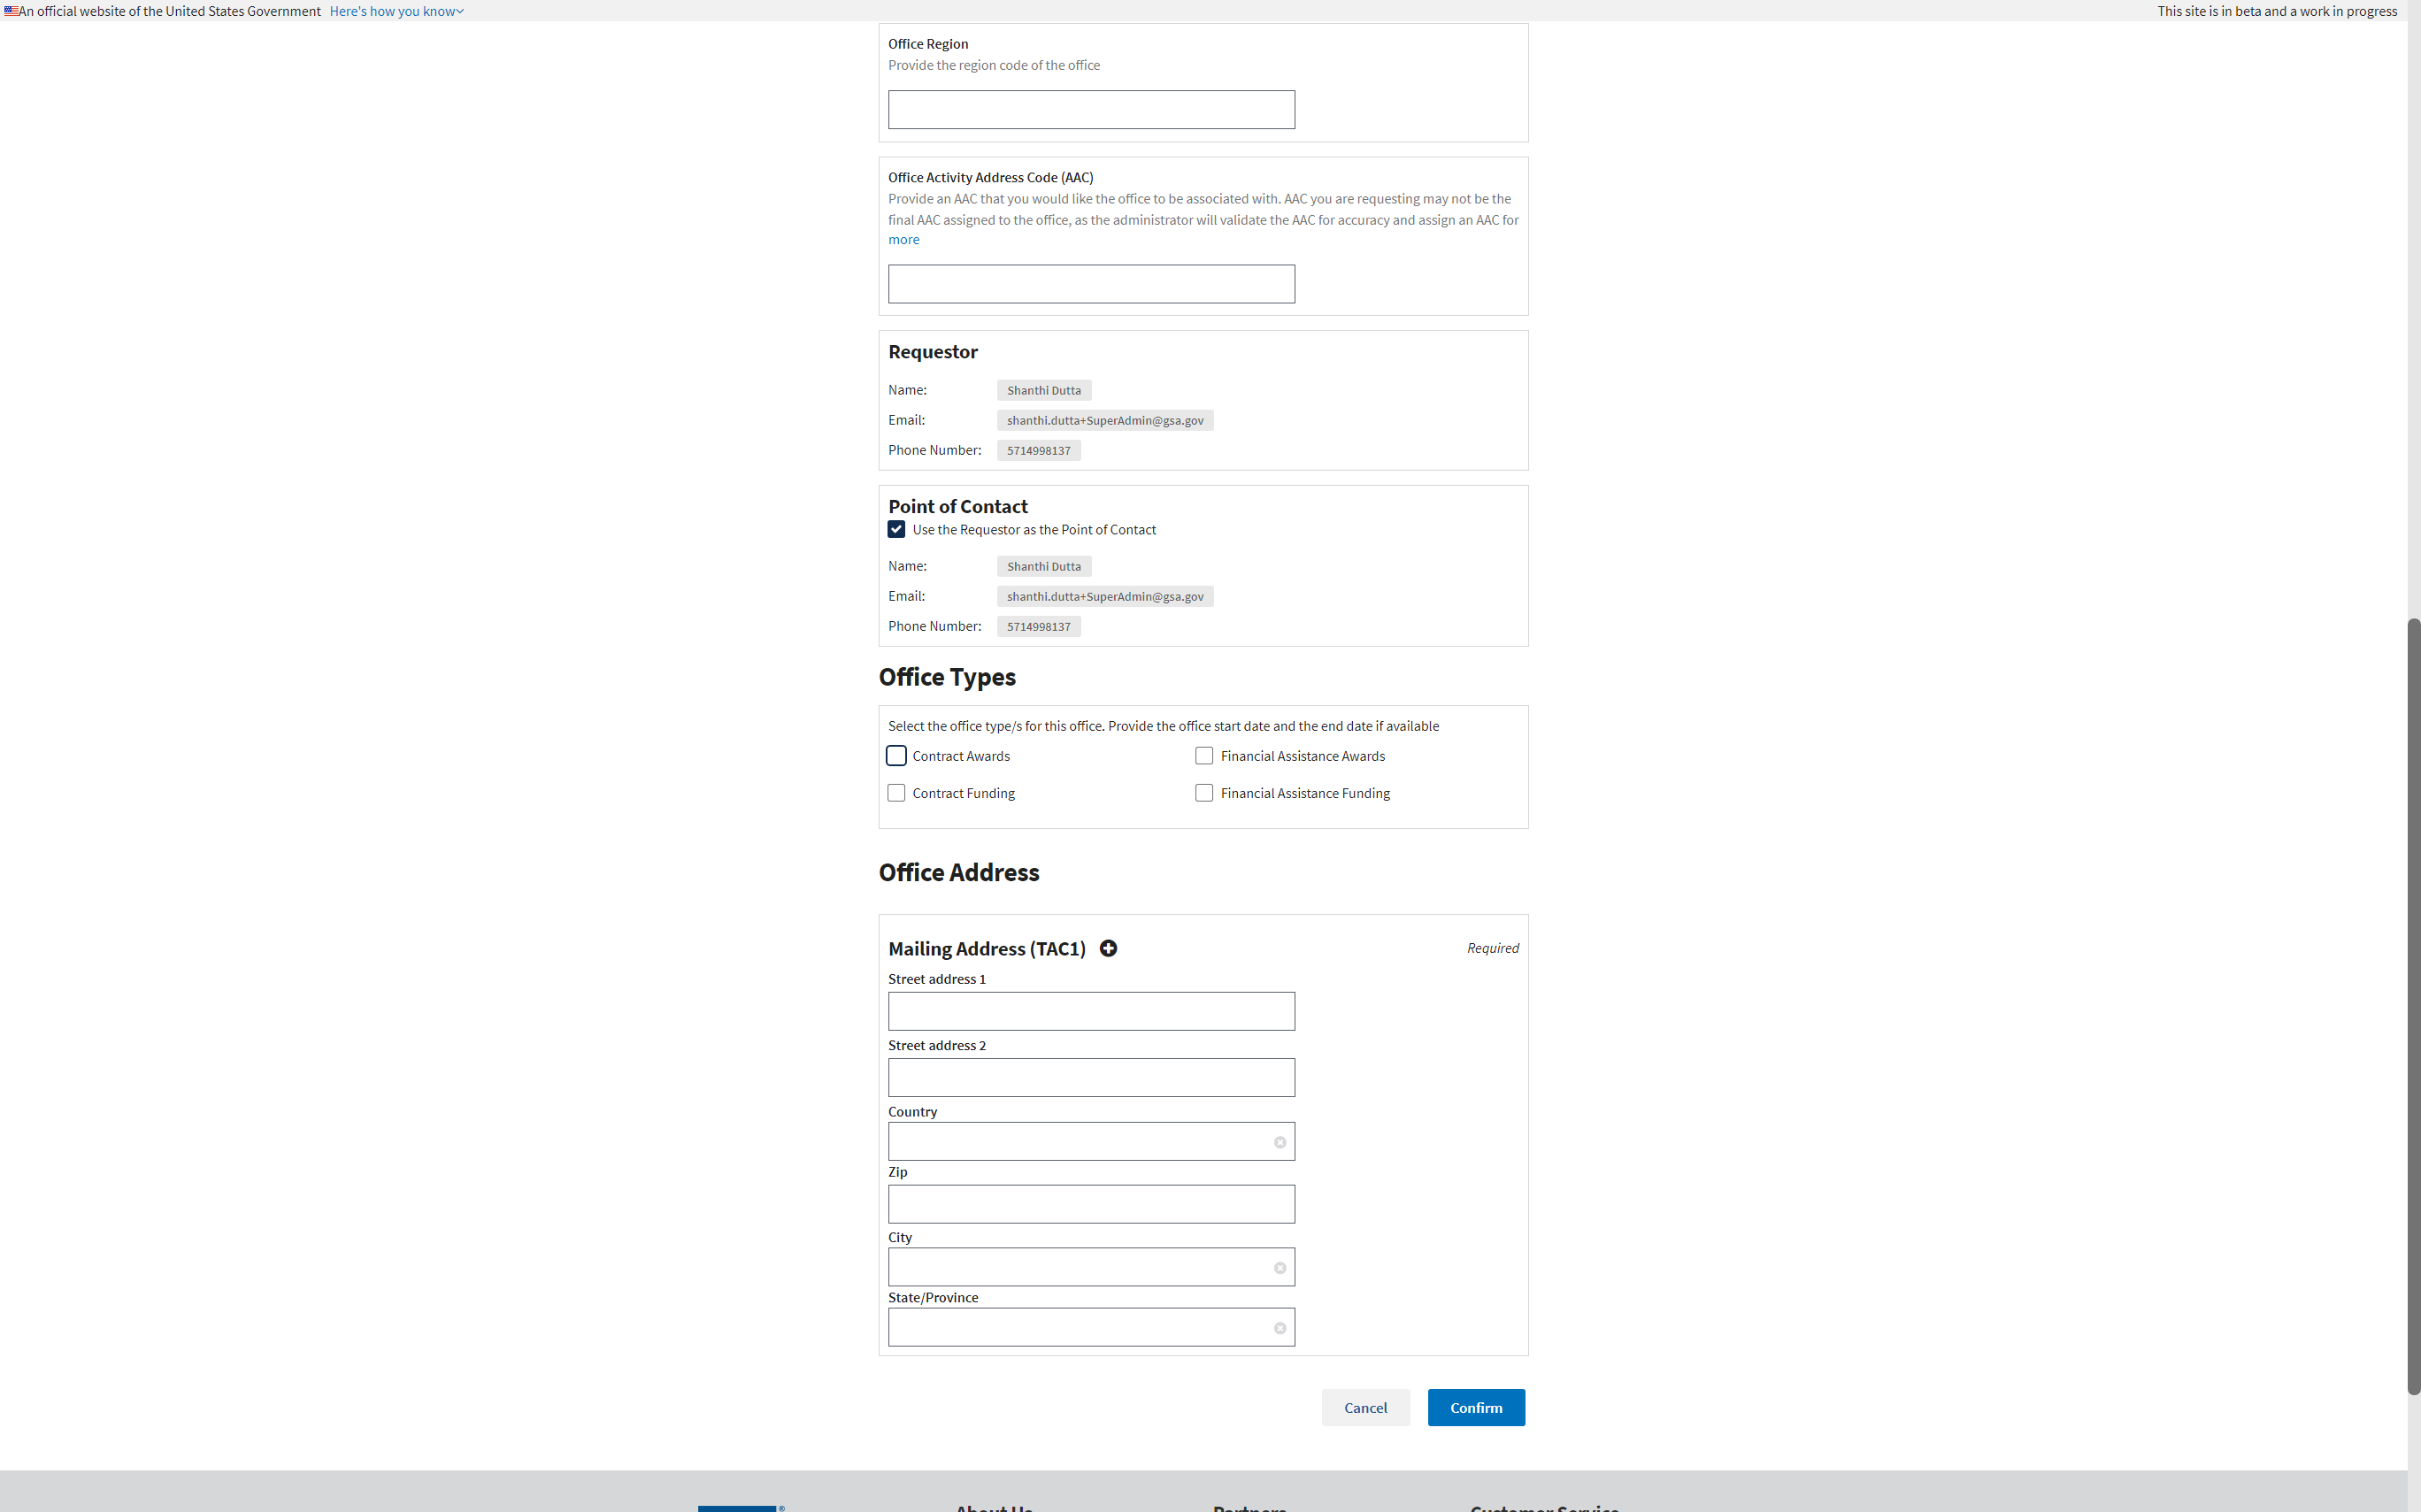 An official website of the United States Government Here's how you know
This site is in beta and a work in progress
Office Region
Provide the region code of the office
Office Activity Address Code (AAC)
Provide an AAC that you would like the office to be associated with. AAC you are requesting may not be the
final AAC assigned to the office, as the administrator will validate the AAC for accuracy and assign an AAC for
more
Requestor
Name: Shanthi Dutta
Email: shanthi.dutta+SuperAdmin@gsa.gov
Phone Number: 5714998137
Point of Contact
Use the Requestor as the Point of Contact
Name: Shanthi Dutta
Email: shanthi.dutta+SuperAdmin@gsa.gov
Phone Number: 5714998137
Office Types
Select the office type/s for this office. Provide the office start date and the end date if available
Contract Awards Financial Assistance Awards
Contract Funding Financial Assistance Funding
Office Address
Mailing Address (TAC1) Required
Street address 1
Street address 2
Country
Zip
City
State/Province
Cancel Confirm
About Us Partners Customer Service